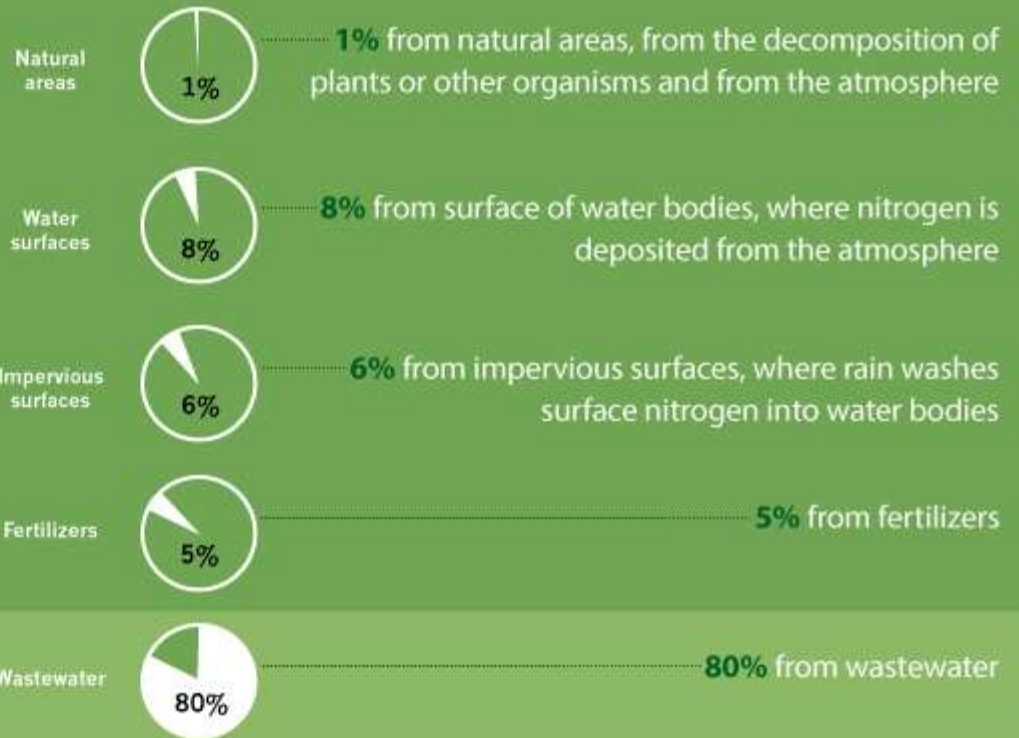 Natural
areas
1%
1% from natural areas, from the decomposition of
plants or other organisms and from the atmosphere
Water
surfaces
8%
8% from surface of water bodies, where nitrogen is
deposited from the atmosphere
Impervious
surfaces
6%
6% from impervious surfaces, where rain washes
surface nitrogen into water bodies
Fertilizers
5%
5% from fertilizers
Wastewater
80%
80% from wastewater